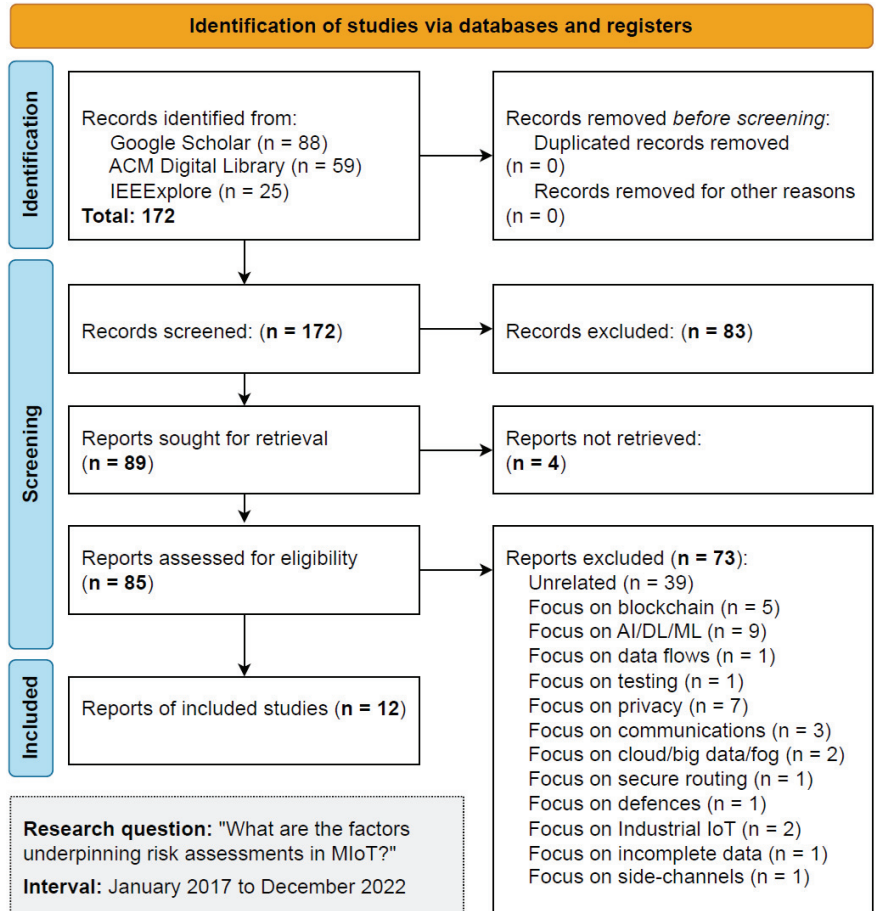 Identification of studies via databases and registers
Identification
Records identified from:
Google Scholar (n = 88)
ACM Digital Library (n = 59)
IEEExplore (n = 25)
Total: 172
Records removed before screening:
Duplicated records removed
(n = 0)
Records removed for other reasons
(n = 0)
Screening
Records screened: (n = 172)
Records excluded: (n = 83)
Reports sought for retrieval
(n = 89)
Reports not retrieved:
(n = 4)
Reports assessed for eligibility
(n = 85)
Reports excluded (n = 73):
Unrelated (n = 39)
Focus on blockchain (n = 5)
Focus on AI/DL/ML (n = 9)
Focus on data flows (n = 1)
Focus on testing (n = 1)
Focus on privacy (n = 7)
Focus on communications (n = 3)
Focus on cloud/big data/fog (n = 2)
Focus on secure routing (n = 1)
Focus on defences (n = 1)
Focus on Industrial IoT (n = 2)
Focus on incomplete data (n = 1)
Focus on side-channels (n = 1)
Included
Reports of included studies (n = 12)
Research question: "What are the factors
underpinning risk assessments in MIoT?"
Interval: January 2017 to December 2022